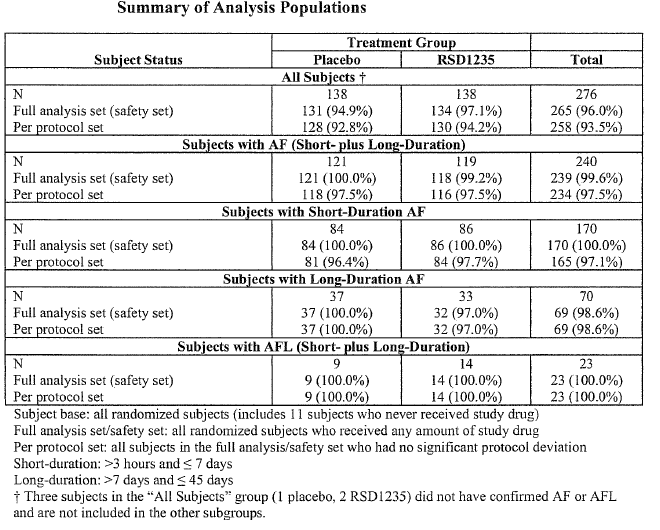 Summary of Analysis Populations
Treatment Group
Subject Status Placebo RSD1235 Total
All Subjects †
N 138 138 276
Full analysis set (safety set) 131 (94.9%) 134 (97.1%) 265 (96.0%)
Per protocol set 128 (92.8%) 130 (94.2%) 258 (93.5%)
Subjects with AF (Short- plus Long-Duration)
N 121 119 240
Full analysis set (safety set) 121 (100.0%) 118 (99.2%) 239 (99.6%)
Per protocol set 118 (97.5%) 116 (97.5%) 234 (97.5%)
Subjects with Short-Duration AF
N 84 86 170
Full analysis set (safety set) 84 (100.0%) 86 (100.0%) 170 (100.0%)
Per protocol set 81 (96.4%) 84 (97.7%) 165 (97.1%)
Subjects with Long-Duration AF
N 37 33 70
Full analysis set (safety set) 37 (100.0%) 32 (97.0%) 69 (98.6%)
Per protocol set 37 (100.0%) 32 (97.0%) 69 (98.6%)
Subjects with AFL (Short- plus Long-Duration)
N 9 14 23
Full analysis set (safety set) 9 (100.0%) 14 (100.0%) 23 (100.0%)
Per protocol set 9 (100.0%) 14 (100.0%) 23 (100.0%)
Subject base: all randomized subjects (includes 11 subjects who never received study drug)
Full analysis set/safety set: all randomized subjects who received any amount of study drug
Per protocol set: all subjects in the full analysis/safety set who had no significant protocol deviation
Short-duration: >3 hours and ≤ 7 days
Long-duration: >7 days and ≤ 45 days
† Three subjects in the “All Subjects” group (1 placebo, 2 RSD1235) did not have confirmed AF or AFL
and are not included in the other subgroups.